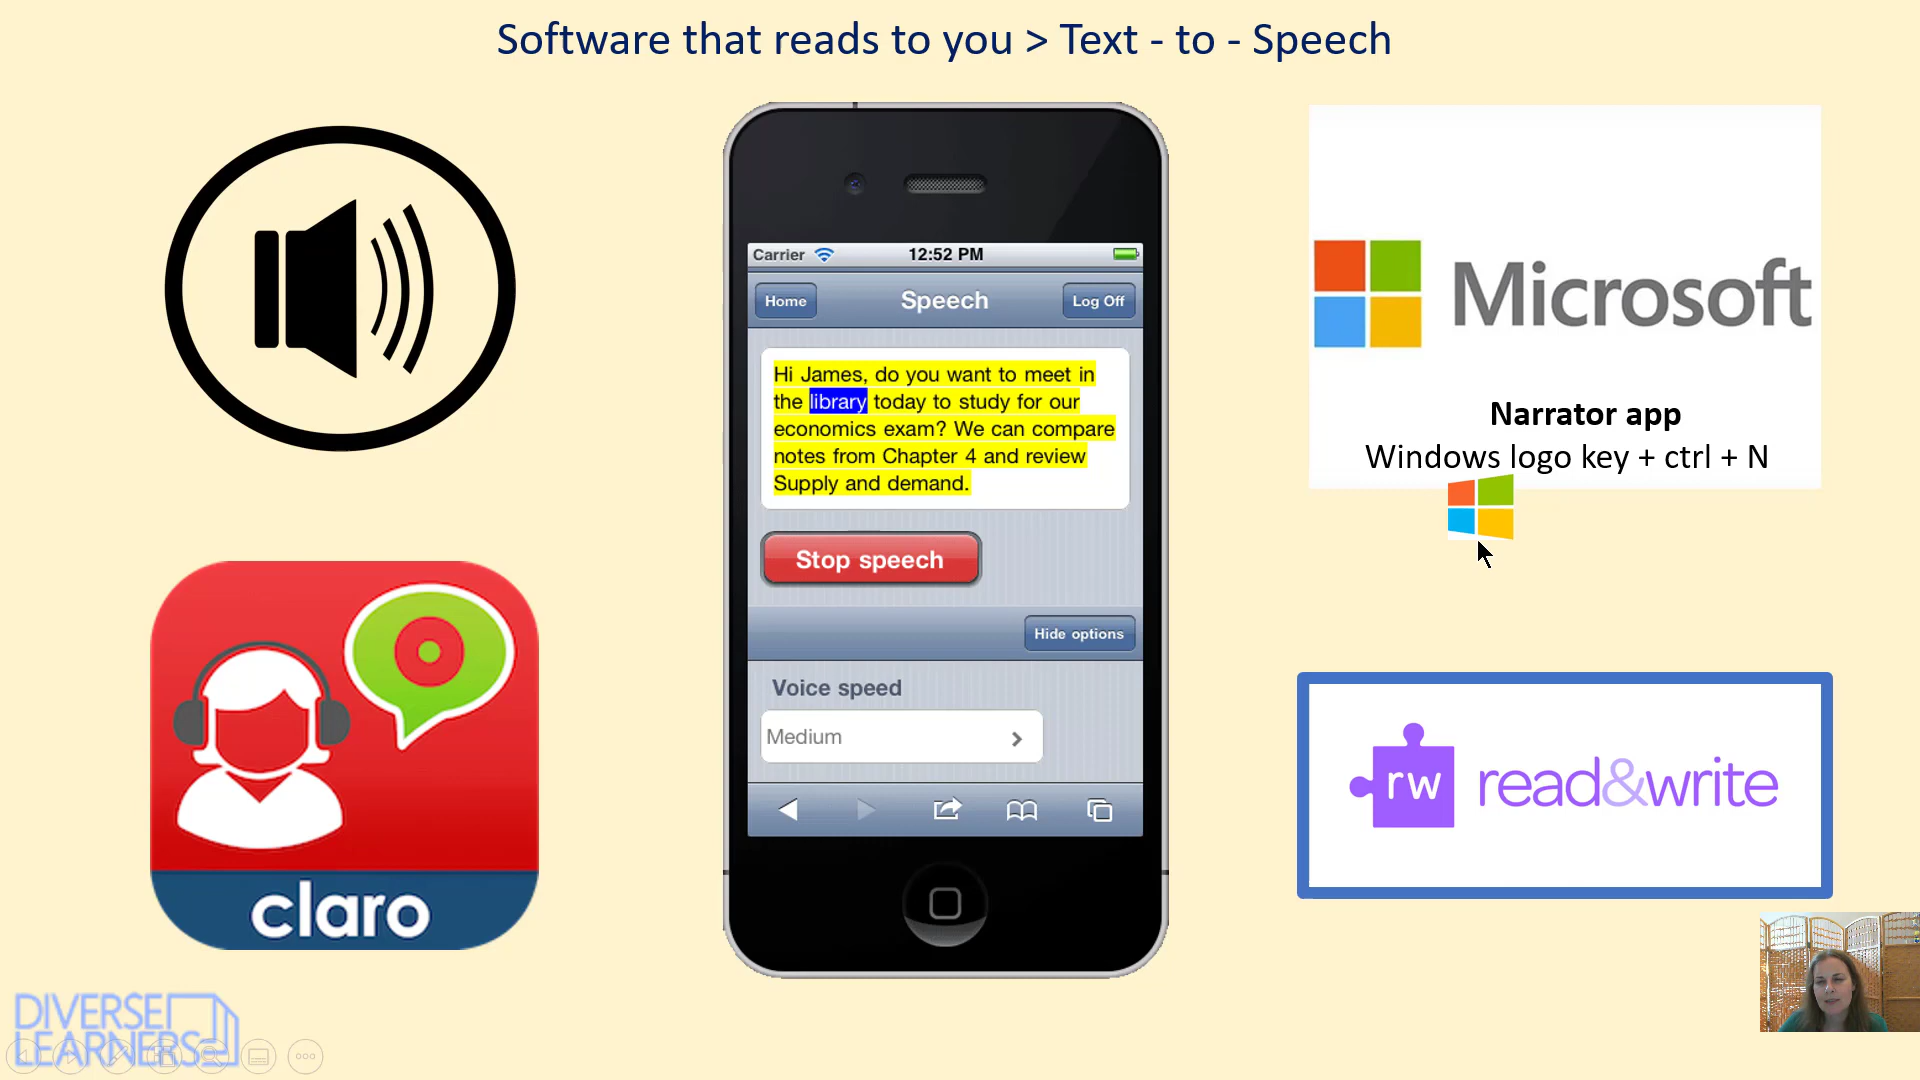 Software that reads to you > Text - to - Speech
Carrier
12:52 PM
Home
Speech
Log Off
Hi James, do you want to meet in
the library today to study for our
economics exam? We can compare
notes from Chapter 4 and review
Supply and demand.
Stop speech
Hide options
Voice speed
Medium
Microsoft
Narrator app
Windows logo key + ctrl + N
claro
rw read&write
DIVERSE
LEARNERS